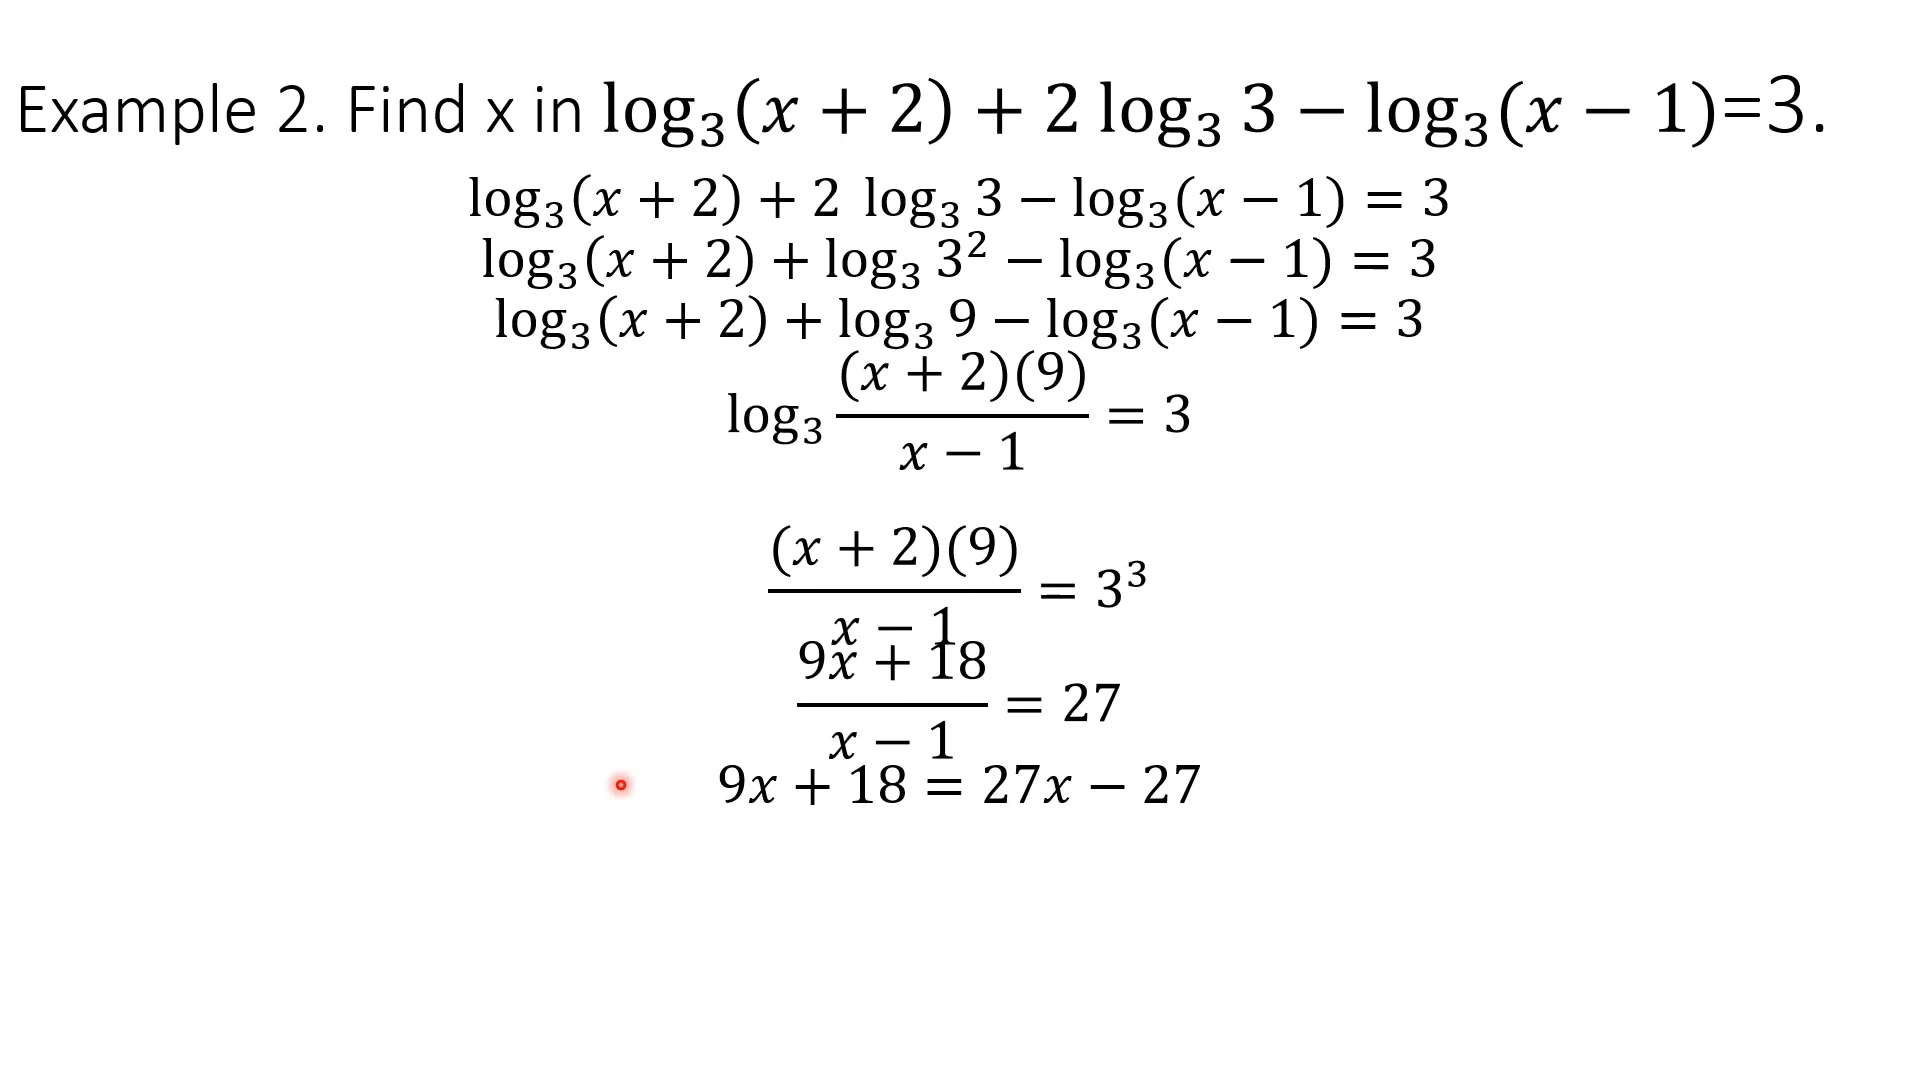 Example 2. Find x in log₃(x + 2) + 2 log₃ 3 − log₃(x − 1)=3.
log₃(x + 2) + 2 log₃ 3 − log₃(x − 1) = 3
log₃(x + 2) + log₃ 3² − log₃(x − 1) = 3
log₃(x + 2) + log₃ 9 − log₃(x − 1) = 3
log₃ (x + 2)(9) / x − 1 = 3
(x + 2)(9) / x − 1 = 3³
9x + 18 / x − 1 = 27
9x + 18 = 27x − 27